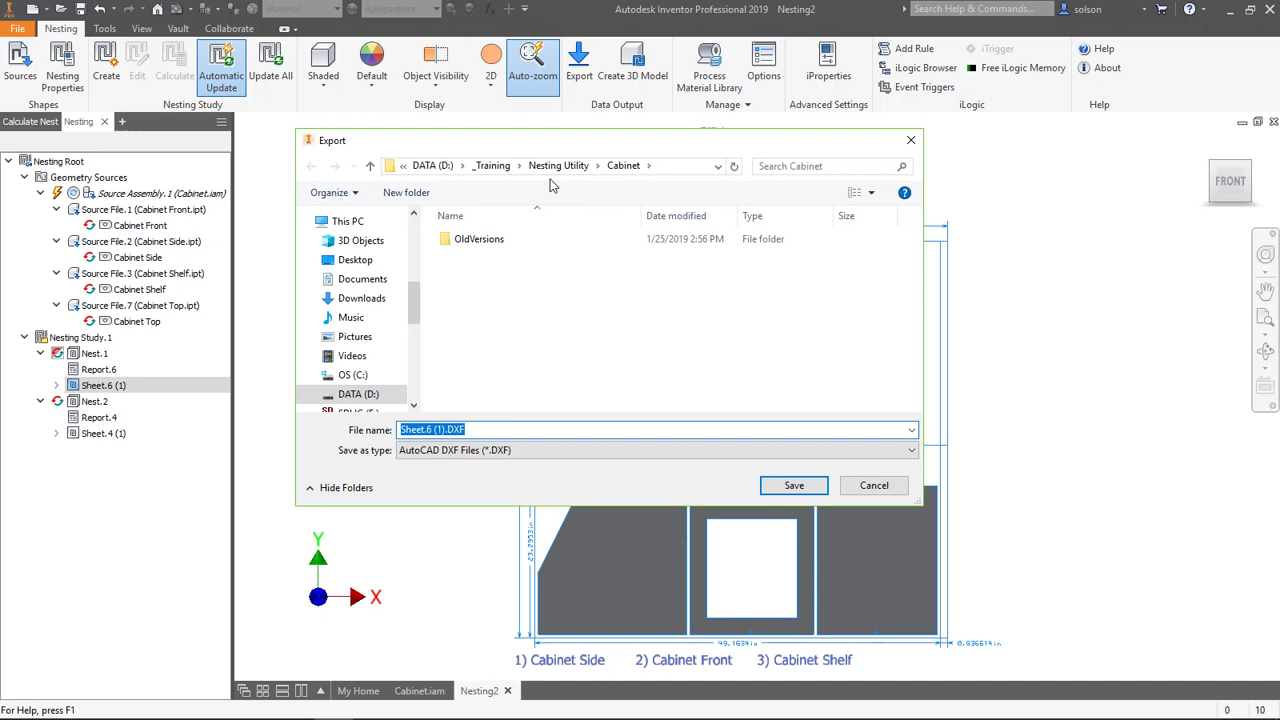 PRO
Material
Appearance
Autodesk Inventor Professional 2019 Nesting2
Search Help & Commands...
solson
File Nesting Tools View Vault Collaborate
Sources Nesting Properties Create Edit Calculate Automatic Update Update All Shaded Default Object Visibility 2D Auto-zoom Export Create 3D Model Process Material Library Options iProperties
Add Rule iTrigger Help
iLogic Browser Free iLogic Memory About
Event Triggers
Shapes Nesting Study Display Data Output Manage Advanced Settings iLogic Help
Calculate Nest Nesting
Nesting Root
Geometry Sources
Source Assembly.1 (Cabinet.iam)
Source File.1 (Cabinet Front.ipt)
Cabinet Front
Source File.2 (Cabinet Side.ipt)
Cabinet Side
Source File.3 (Cabinet Shelf.ipt)
Cabinet Shelf
Source File.7 (Cabinet Top.ipt)
Cabinet Top
Nesting Study.1
Nest.1
Report.6
Sheet.6 (1)
Nest.2
Report.4
Sheet.4 (1)
Export
« DATA (D:) › _Training › Nesting Utility › Cabinet ›
Search Cabinet
Organize New folder
Name Date modified Type Size
OldVersions 1/25/2019 2:56 PM File folder
This PC
3D Objects
Desktop
Documents
Downloads
Music
Pictures
Videos
OS (C:)
DATA (D:)
File name: Sheet.6 (1).DXF
Save as type: AutoCAD DXF Files (*.DXF)
Hide Folders
Save Cancel
FRONT
Y
X
23.2953in
49.1634in
0.836614in
1) Cabinet Side 2) Cabinet Front 3) Cabinet Shelf
My Home Cabinet.iam Nesting2
For Help, press F1
0 10